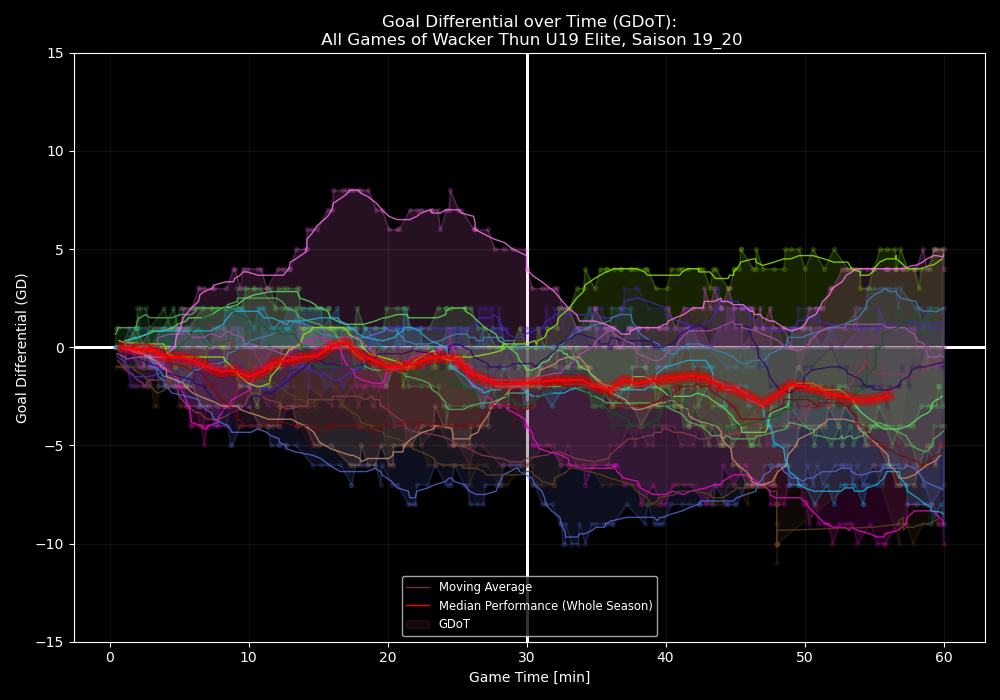 Goal Differential over Time (GDoT):
All Games of Wacker Thun U19 Elite, Saison 19_20
Goal Differential (GD)
15
10
5
0
−5
−10
−15
Moving Average
Median Performance (Whole Season)
GDoT
0 10 20 30 40 50 60
Game Time [min]